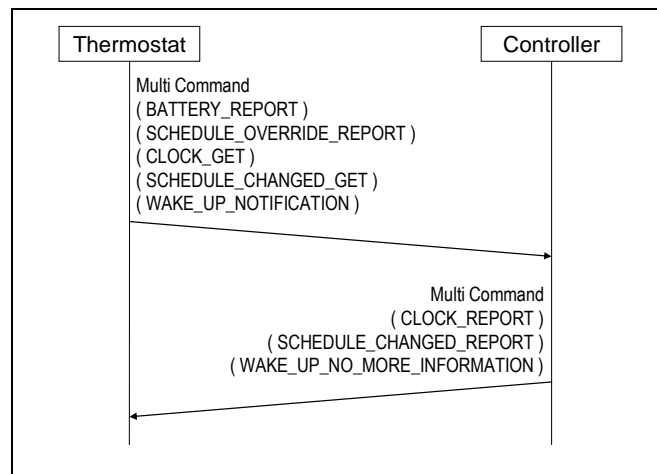 Thermostat
Controller
Multi Command
( BATTERY_REPORT )
( SCHEDULE_OVERRIDE_REPORT )
( CLOCK_GET )
( SCHEDULE_CHANGED_GET )
( WAKE_UP_NOTIFICATION )
Multi Command
( CLOCK_REPORT )
( SCHEDULE_CHANGED_REPORT )
( WAKE_UP_NO_MORE_INFORMATION )